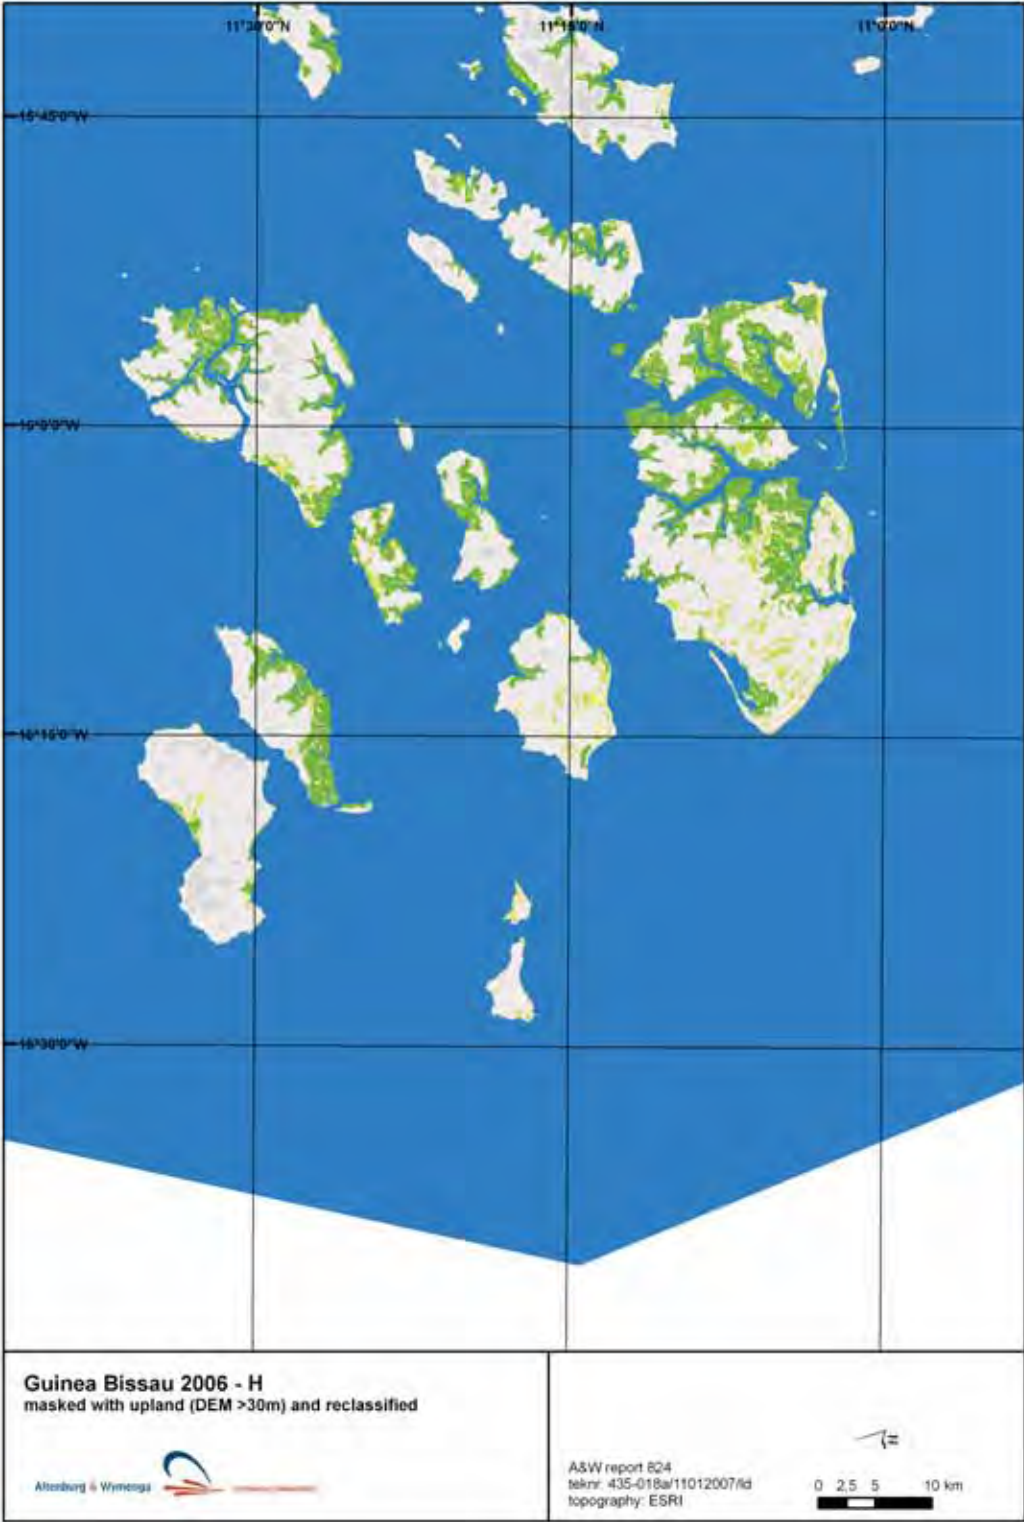 11°30'0"N 11°15'0"N 11°0'0"N
15°45'0"W
16°0'0"W
16°15'0"W
16°30'0"W
Guinea Bissau 2006 - H
masked with upland (DEM >30m) and reclassified
Altenburg & Wymenga
A&W report 824
teknr. 435-018a/11012007/ld
topography: ESRI
0 2,5 5 10 km